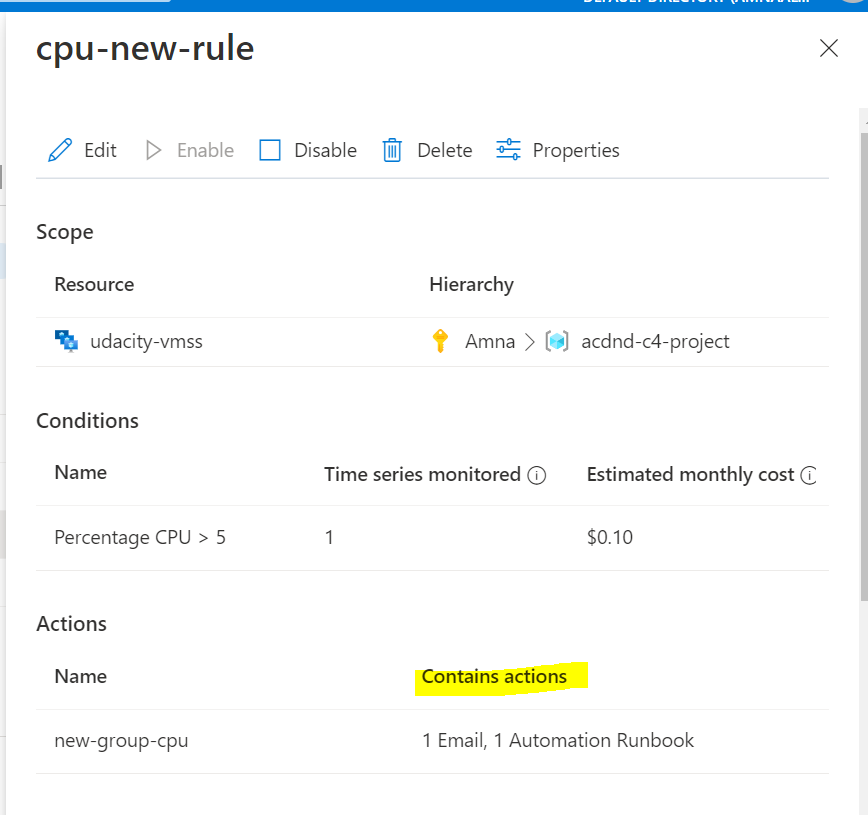 cpu-new-rule
Edit Enable Disable Delete Properties
Scope
Resource Hierarchy
udacity-vmss Amna > acdnd-c4-project
Conditions
Name Time series monitored Estimated monthly cost
Percentage CPU > 5 1 $0.10
Actions
Name Contains actions
new-group-cpu 1 Email, 1 Automation Runbook